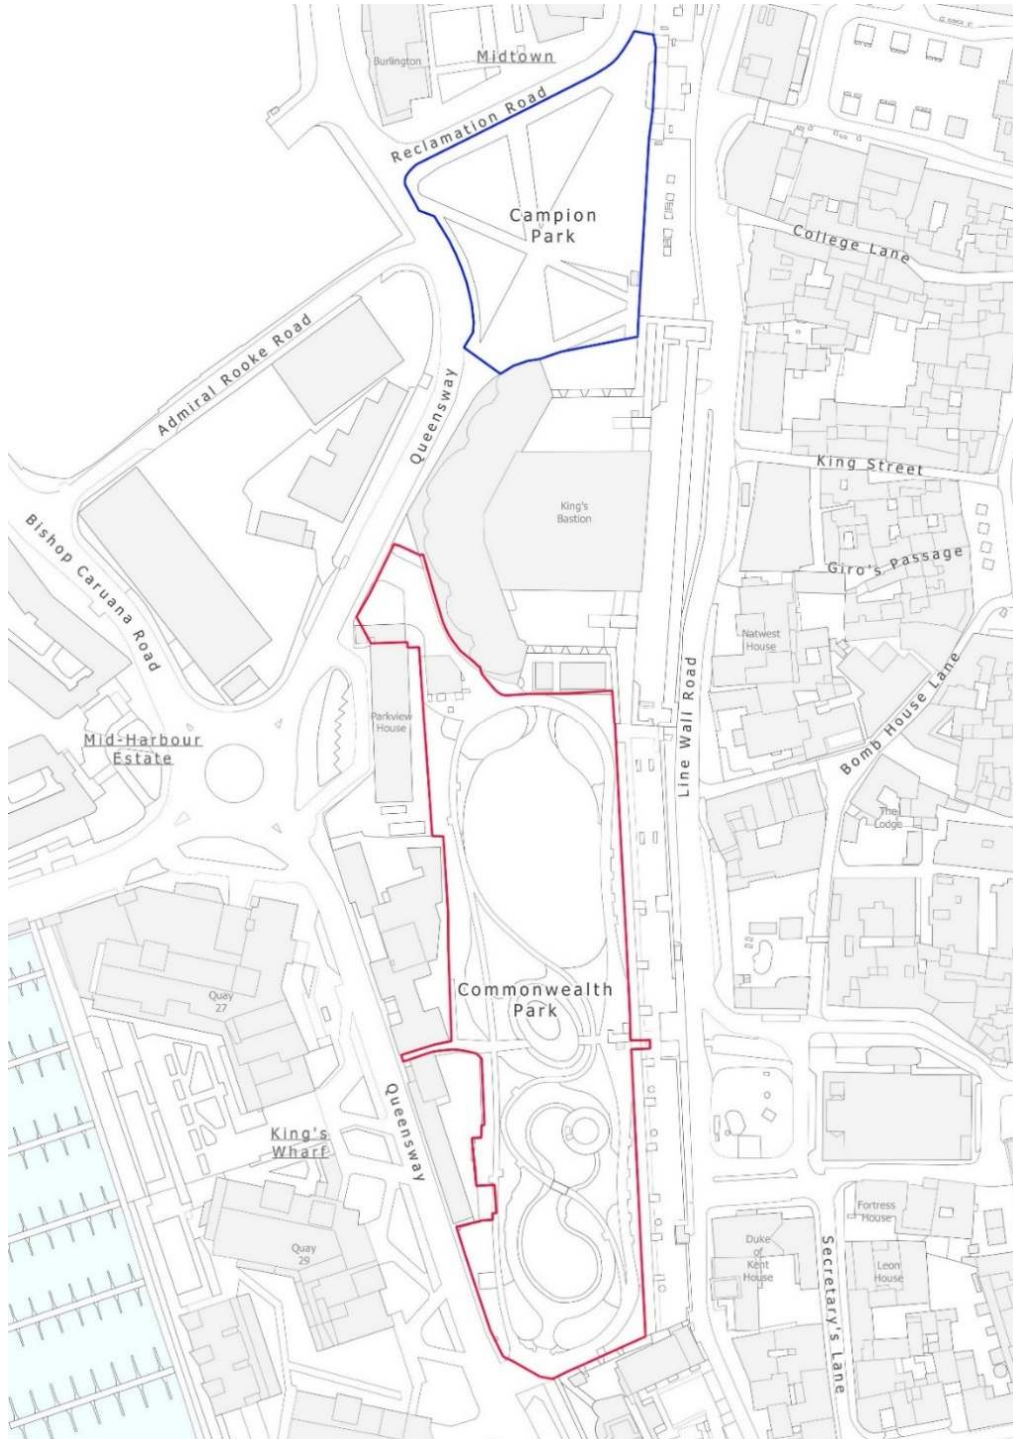 Burlington
Midtown
Reclamation Road
Campion
Park
College Lane
Admiral Rooke Road
Queensway
King Street
King's
Bastion
Bishop Caruana Road
Giro's Passage
Natwest
House
Bomb House Lane
Line Wall Road
Parkview
House
Mid-Harbour
Estate
The
Lodge
Quay
27
Commonwealth
Park
Queensway
King's
Wharf
Fortress
House
Duke
of
Kent
House
Secretary's Lane
Quay
29
Leon
House